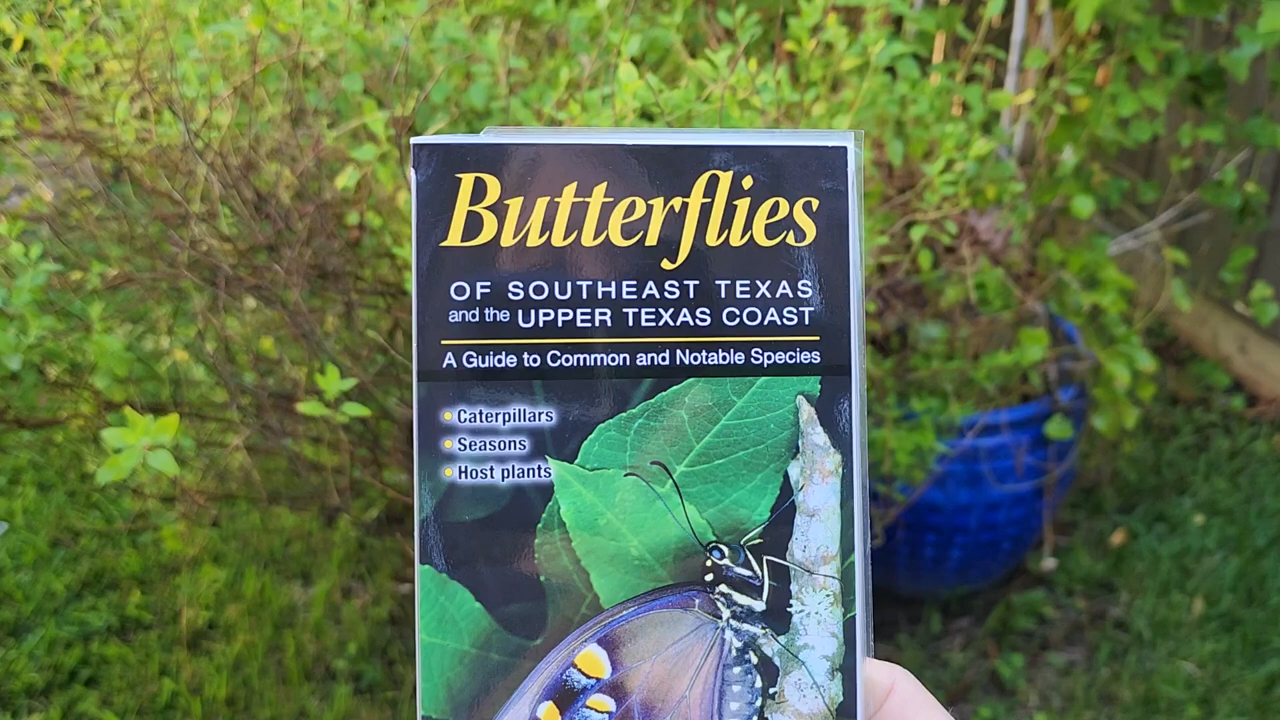 Butterflies
OF SOUTHEAST TEXAS
and the UPPER TEXAS COAST
A Guide to Common and Notable Species
• Caterpillars
• Seasons
• Host plants